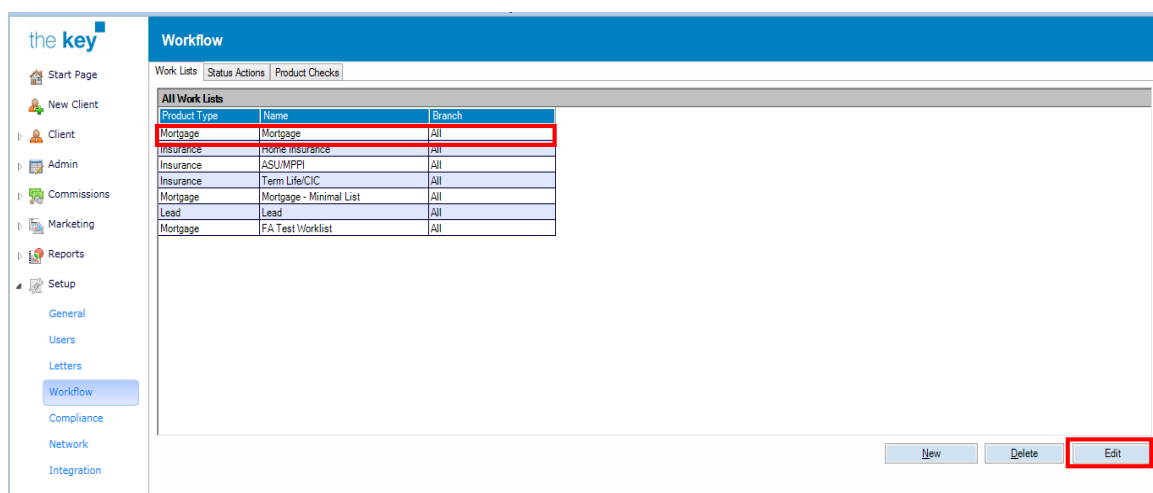 the key
Workflow
Start Page
New Client
Client
Admin
Commissions
Marketing
Reports
Setup
General
Users
Letters
Workflow
Compliance
Network
Integration
Work Lists Status Actions Product Checks
All Work Lists
Product Type Name Branch
Mortgage Mortgage All
Insurance Home Insurance All
Insurance ASU/MPPI All
Insurance Term Life/CIC All
Mortgage Mortgage - Minimal List All
Lead Lead All
Mortgage FA Test Worklist All
New Delete Edit